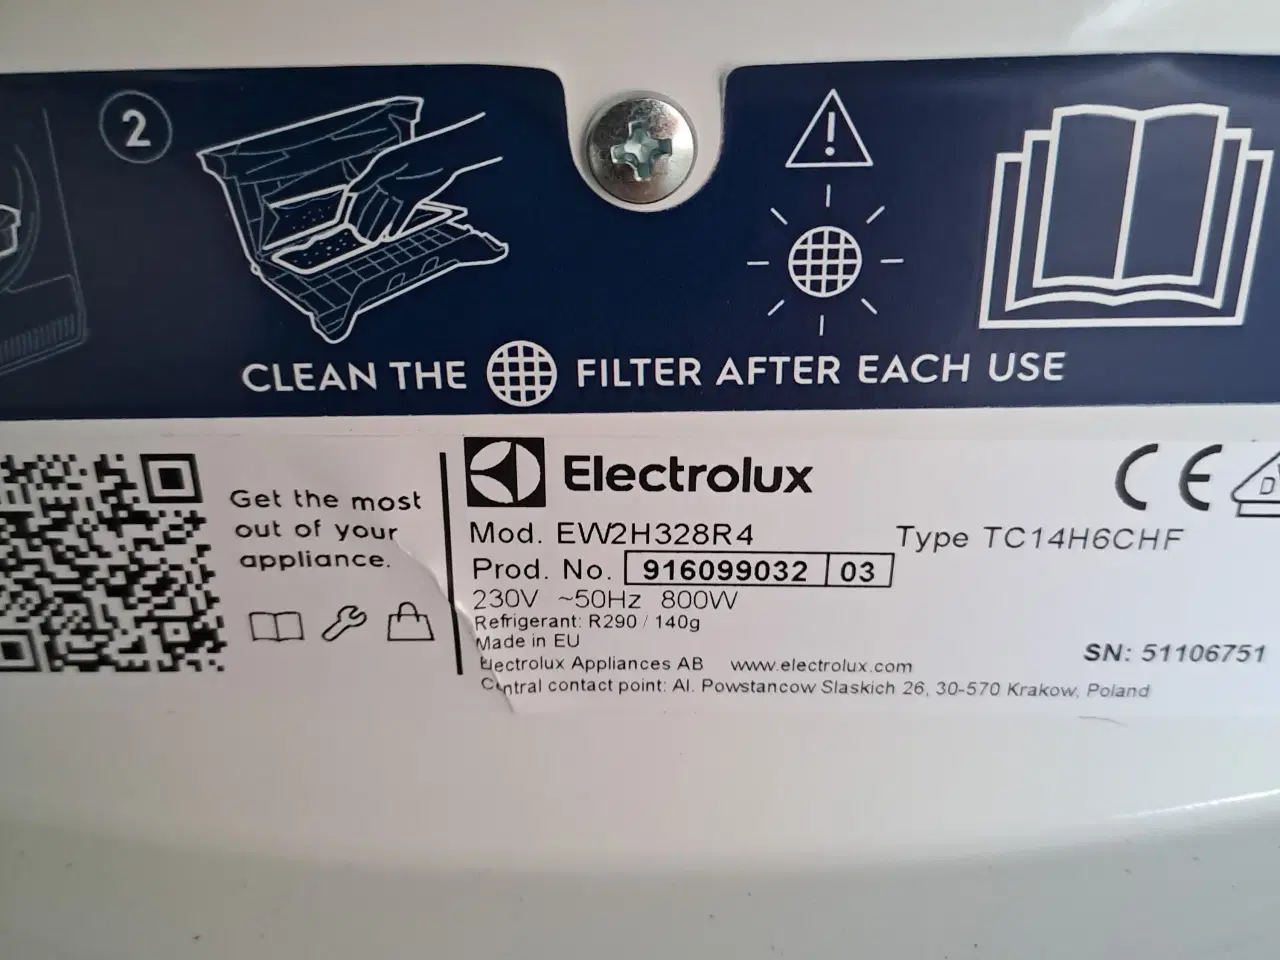 2
CLEAN THE FILTER AFTER EACH USE
Get the most
out of your
appliance.
Electrolux
CE
Mod. EW2H328R4
Type TC14H6CHF
Prod. No. 916099032 03
230V ~50Hz 800W
Refrigerant: R290 / 140g
Made in EU
Electrolux Appliances AB www.electrolux.com
SN: 51106751
Central contact point: Al. Powstancow Slaskich 26, 30-570 Krakow, Poland